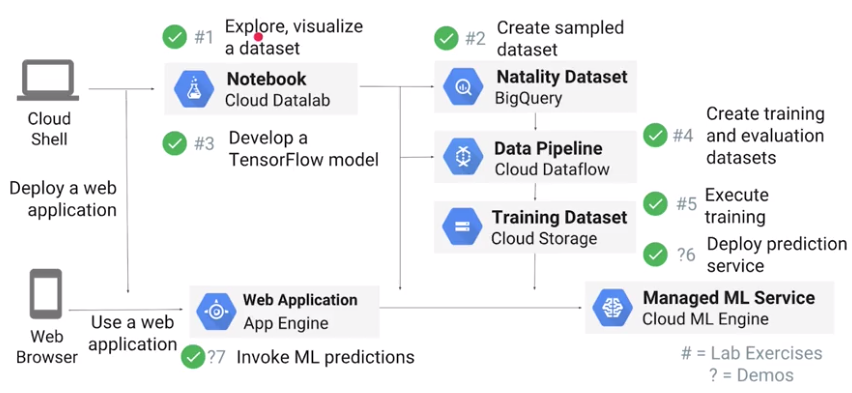 #1 Explore, visualize
a dataset
#2 Create sampled
dataset
Cloud
Shell
Notebook
Cloud Datalab
Natality Dataset
BigQuery
#3 Develop a
TensorFlow model
Data Pipeline
Cloud Dataflow
#4 Create training
and evaluation
datasets
Deploy a web
application
Training Dataset
Cloud Storage
#5 Execute
training
?6 Deploy prediction
service
Web
Browser
Use a web
application
Web Application
App Engine
Managed ML Service
Cloud ML Engine
?7 Invoke ML predictions
# = Lab Exercises
? = Demos